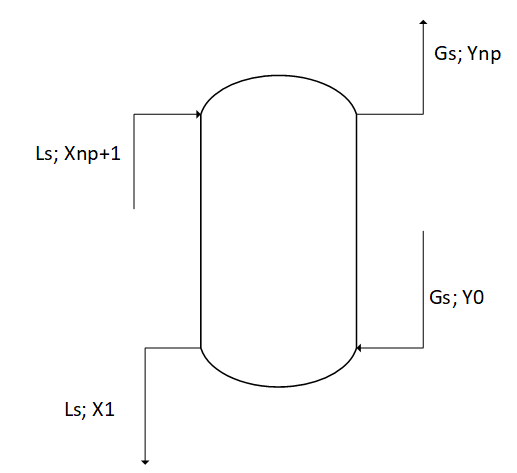 Gs; Ynp
Ls; Xnp+1
Gs; Y0
Ls; X1